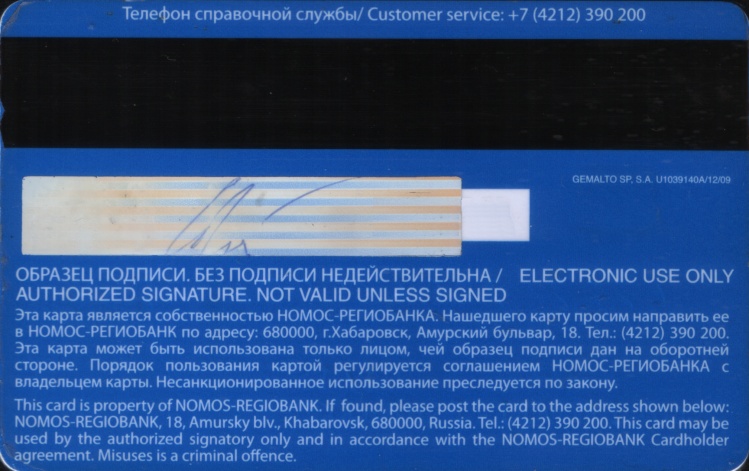 Телефон справочной службы/ Customer service: +7 (4212) 390 200
GEMALTO SP, S.A. U1039140A/12/09
ОБРАЗЕЦ ПОДПИСИ. БЕЗ ПОДПИСИ НЕДЕЙСТВИТЕЛЬНА / ELECTRONIC USE ONLY
AUTHORIZED SIGNATURE. NOT VALID UNLESS SIGNED
Эта карта является собственностью НОМОС-РЕГИОБАНКА. Нашедшего карту просим направить ее
в НОМОС-РЕГИОБАНК по адресу: 680000, г.Хабаровск, Амурский бульвар, 18. Тел.: (4212) 390 200.
Эта карта может быть использована только лицом, чей образец подписи дан на оборотней
стороне. Порядок пользования картой регулируется соглашением НОМОС-РЕГИОБАНКА с
владельцем карты. Несанкционированное использование преследуется по закону.
This card is property of NOMOS-REGIOBANK. If found, please post the card to the address shown below:
NOMOS-REGIOBANK, 18, Amursky blv., Khabarovsk, 680000, Russia. Tel.: (4212) 390 200. This card may be
used by the authorized signatory only and in accordance with the NOMOS-REGIOBANK Cardholder
agreement. Misuses is a criminal offence.